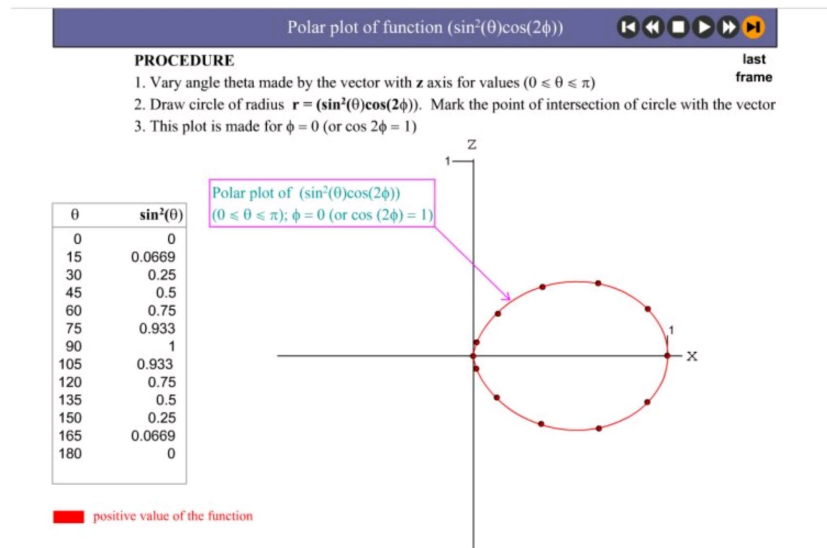 Polar plot of function (sin²(θ)cos(2ϕ))
last
frame
PROCEDURE
1. Vary angle theta made by the vector with z axis for values (0 ⩽ θ ⩽ π)
2. Draw circle of radius r = (sin²(θ)cos(2ϕ)). Mark the point of intersection of circle with the vector
3. This plot is made for ϕ = 0 (or cos 2ϕ = 1)
Z
1
Polar plot of (sin²(θ)cos(2ϕ))
(0 ⩽ θ ⩽ π); ϕ = 0 (or cos (2ϕ) = 1)
θ sin²(θ)
0 0
15 0.0669
30 0.25
45 0.5
60 0.75
75 0.933
90 1
105 0.933
120 0.75
135 0.5
150 0.25
165 0.0669
180 0
1
X
positive value of the function